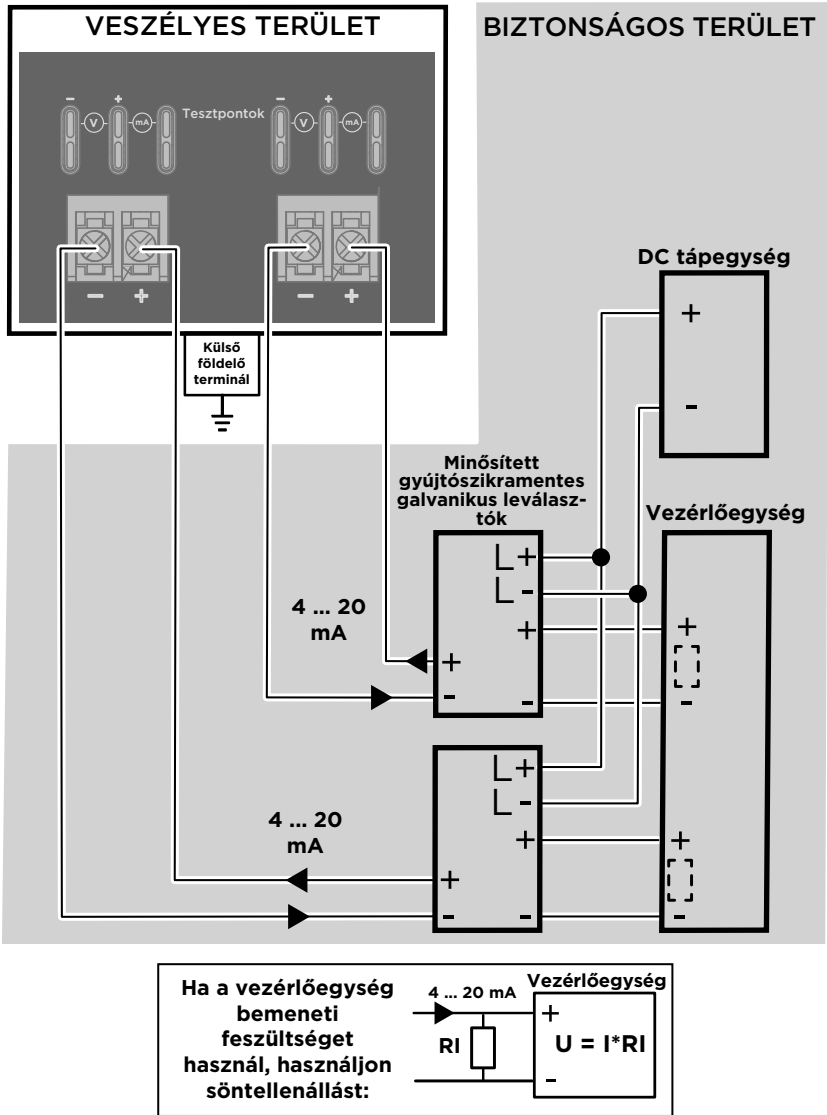 VESZÉLYES TERÜLET
BIZTONSÁGOS TERÜLET
- + - +
V mA Tesztpontok V mA
- + - +
Külső
földelő
terminál
DC tápegység
+
-
Minősített
gyújtószikramentes
galvanikus leválasz-
tók
Vezérlőegység
L +
L -
4 ... 20
mA
+ +
+
- - -
L +
L -
4 ... 20
mA
+ +
+
- - -
Ha a vezérlőegység
bemeneti
feszültséget
használ, használjon
söntellenállást:
4 ... 20 mA
Vezérlőegység
+
RI
U = I*RI
-